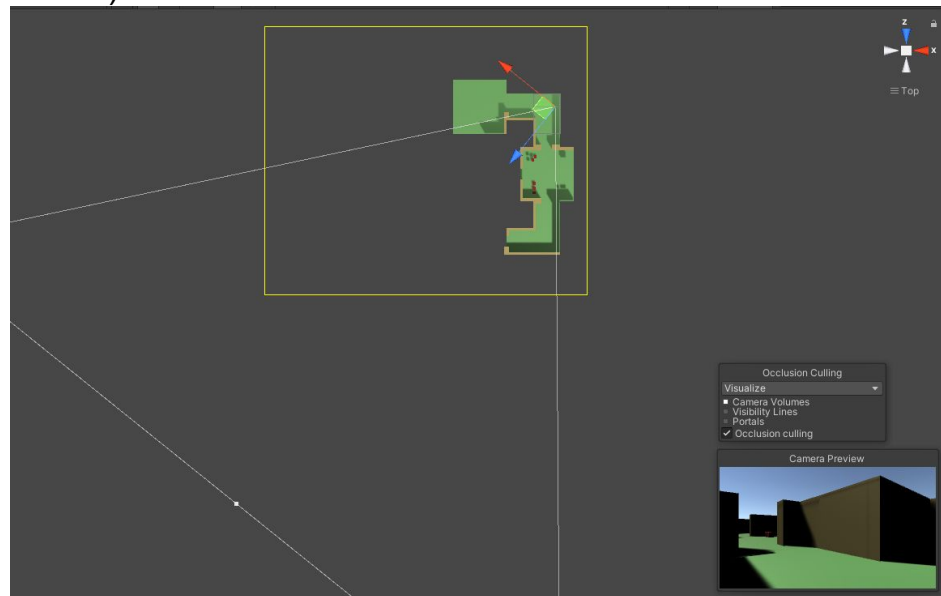 z
x
Top
Occlusion Culling
Visualize
Camera Volumes
Visibility Lines
Portals
Occlusion culling
Camera Preview